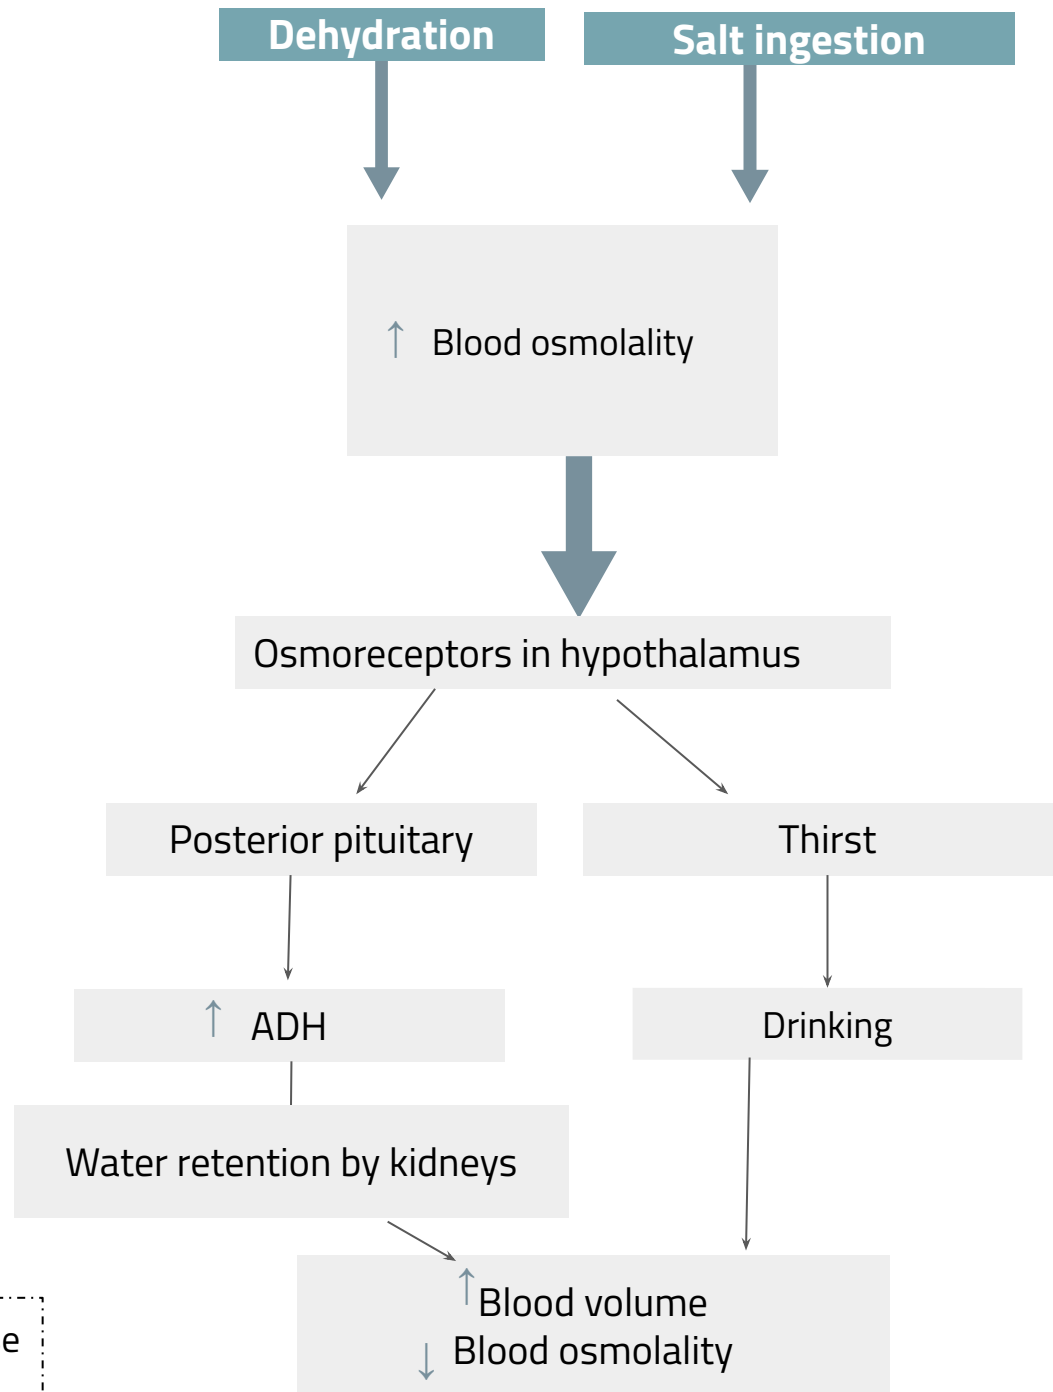 Dehydration
Salt ingestion
↑ Blood osmolality
Osmoreceptors in hypothalamus
Posterior pituitary
Thirst
↑ ADH
Drinking
Water retention by kidneys
↑ Blood volume
↓ Blood osmolality